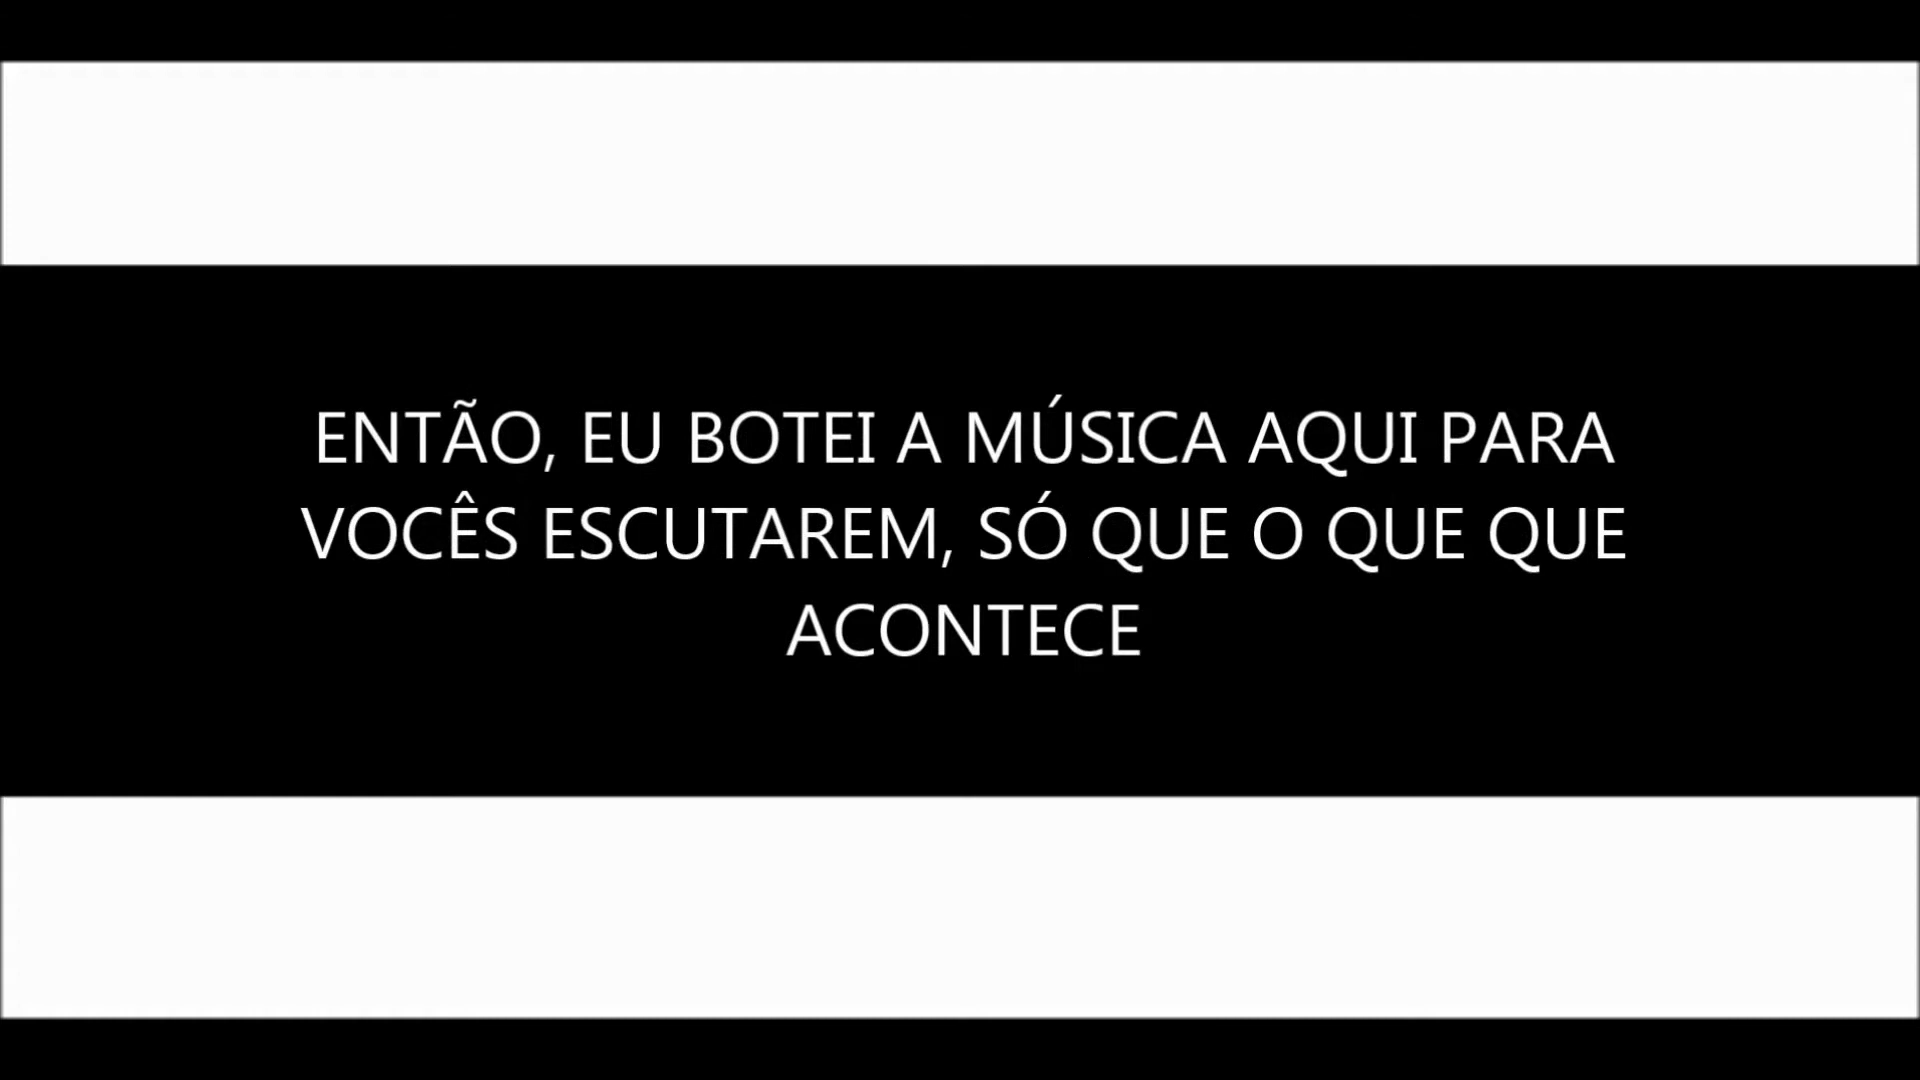 ENTÃO, EU BOTEI A MÚSICA AQUI PARA
VOCÊS ESCUTAREM, SÓ QUE O QUE QUE
ACONTECE